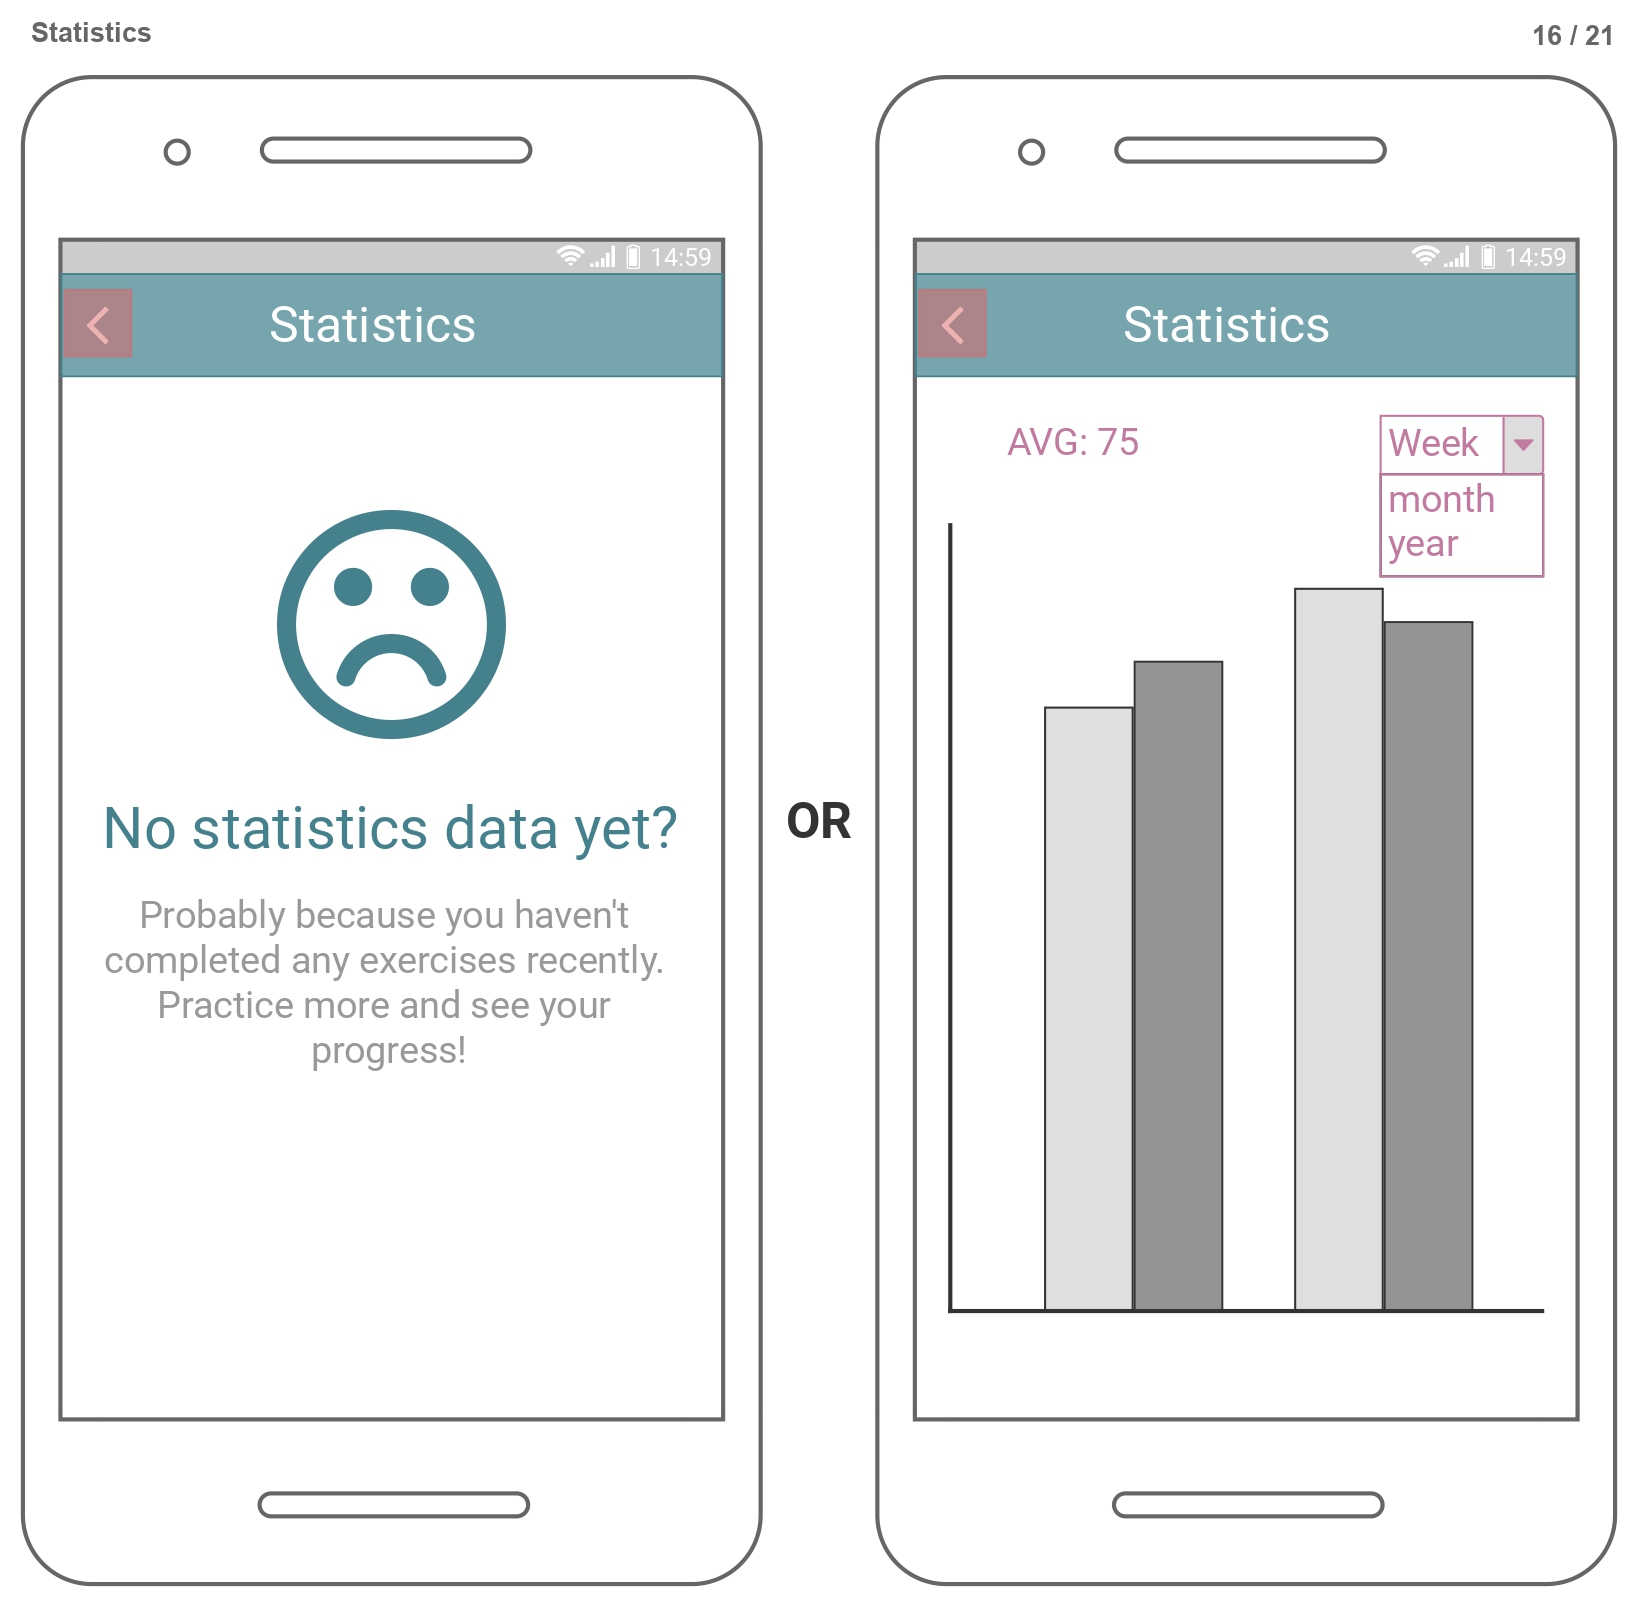 Statistics
16 / 21
14:59
Statistics
No statistics data yet?
Probably because you haven't
completed any exercises recently.
Practice more and see your
progress!
OR
14:59
Statistics
AVG: 75
Week
month
year